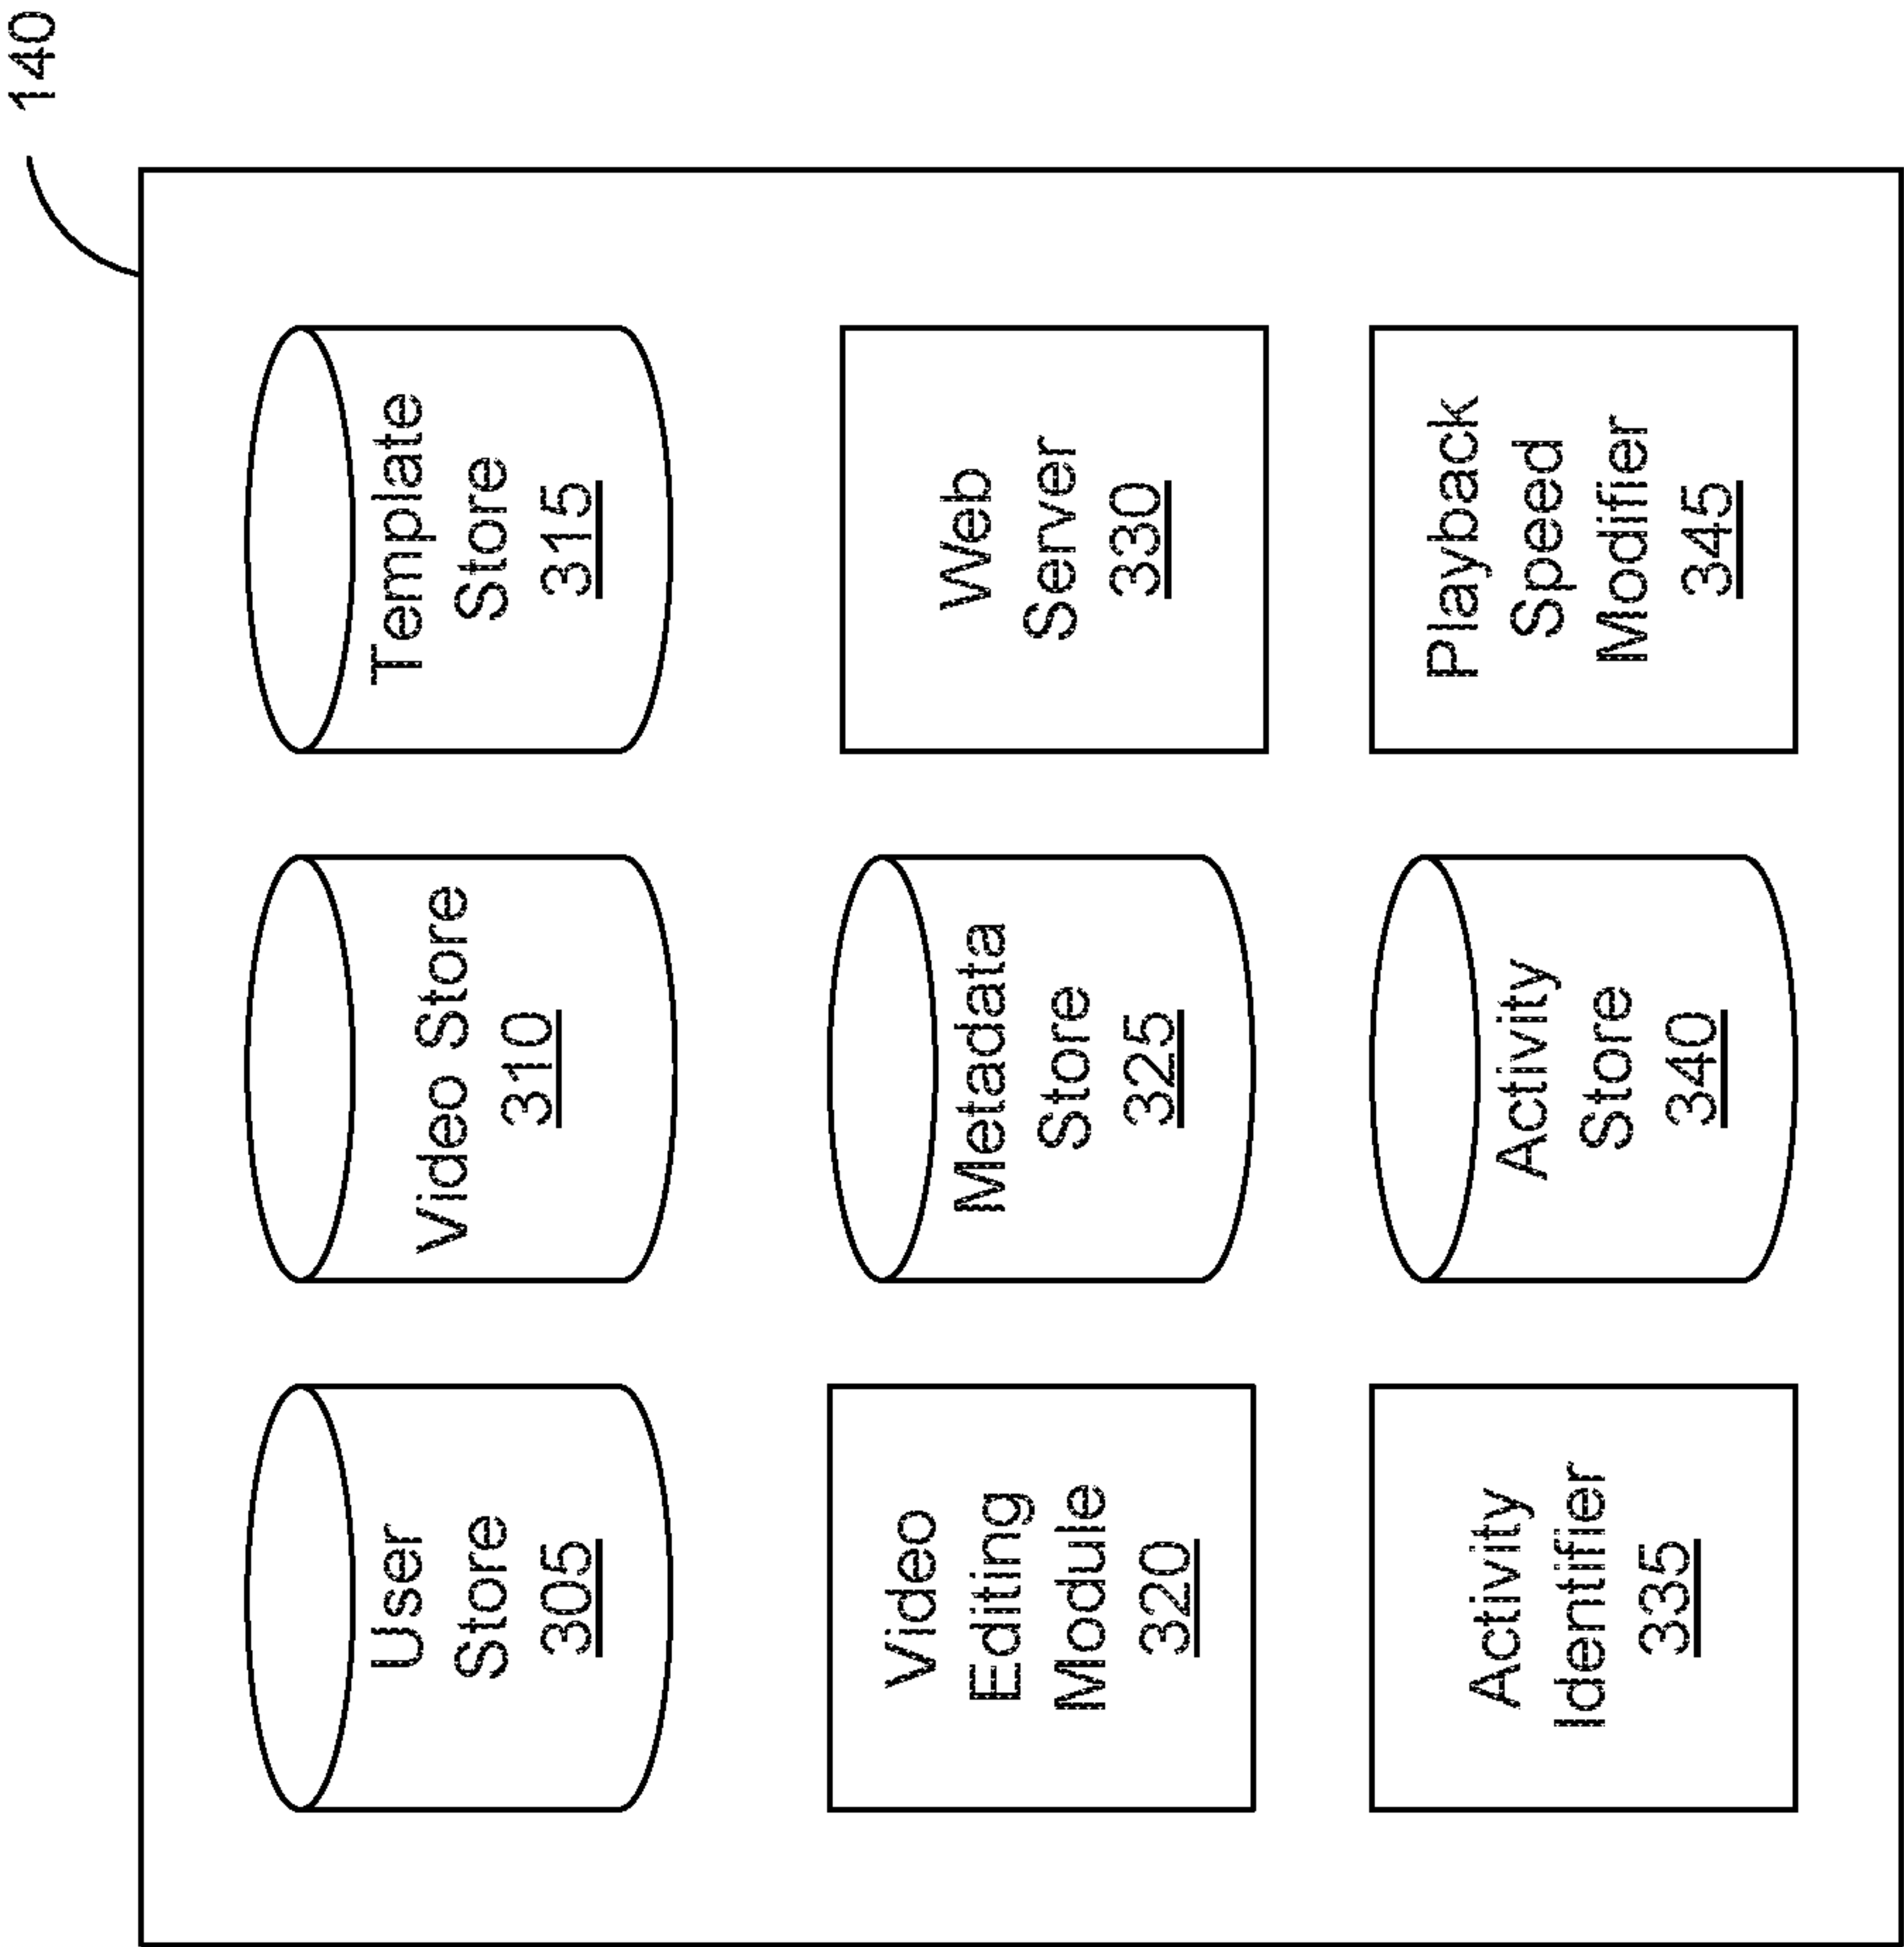 140
User
Store
305
Video Store
310
Template
Store
315
Video
Editing
Module
320
Metadata
Store
325
Web
Server
330
Activity
Identifier
335
Activity
Store
340
Playback
Speed
Modifier
345